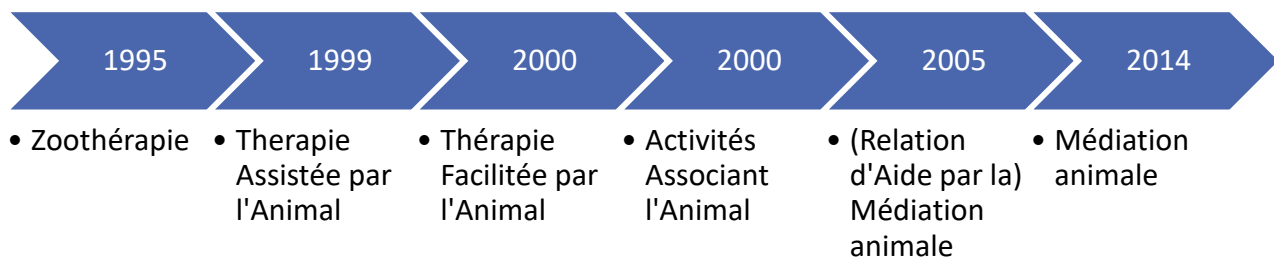 1995
1999
2000
2000
2005
2014
• Zoothérapie
• Therapie
Assistée par
l'Animal
• Thérapie
Facilitée par
l'Animal
• Activités
Associant
l'Animal
• (Relation
d'Aide par la)
Médiation
animale
• Médiation
animale